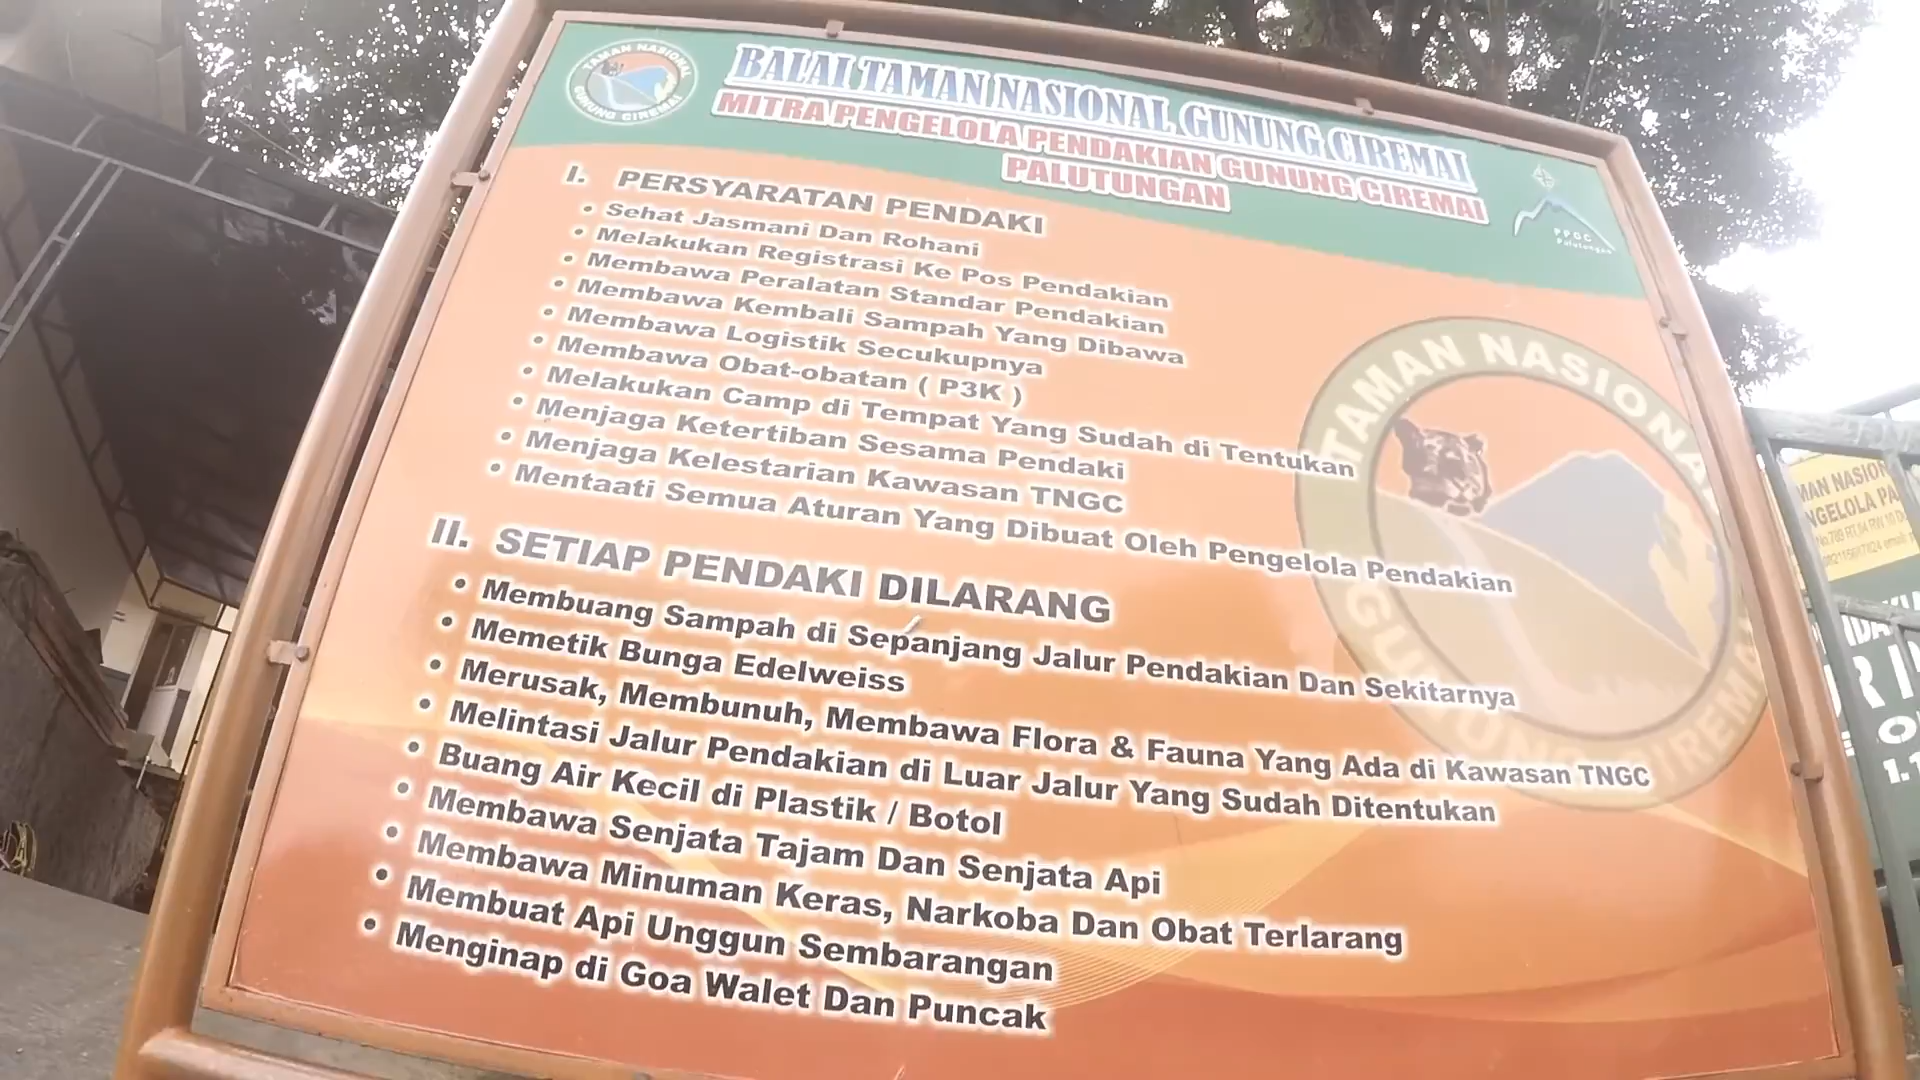 TAMAN NASIONAL
GUNUNG CIREMAI
BALAI TAMAN NASIONAL GUNUNG CIREMAI
MITRA PENGELOLA PENDAKIAN GUNUNG CIREMAI
PALUTUNGAN
PPGC
Palutungan
I. PERSYARATAN PENDAKI
• Sehat Jasmani Dan Rohani
• Melakukan Registrasi Ke Pos Pendakian
• Membawa Peralatan Standar Pendakian
• Membawa Kembali Sampah Yang Dibawa
• Membawa Logistik Secukupnya
• Membawa Obat-obatan ( P3K )
• Melakukan Camp di Tempat Yang Sudah di Tentukan
• Menjaga Ketertiban Sesama Pendaki
• Menjaga Kelestarian Kawasan TNGC
• Mentaati Semua Aturan Yang Dibuat Oleh Pengelola Pendakian
II. SETIAP PENDAKI DILARANG
• Membuang Sampah di Sepanjang Jalur Pendakian Dan Sekitarnya
• Memetik Bunga Edelweiss
• Merusak, Membunuh, Membawa Flora & Fauna Yang Ada di Kawasan TNGC
• Melintasi Jalur Pendakian di Luar Jalur Yang Sudah Ditentukan
• Buang Air Kecil di Plastik / Botol
• Membawa Senjata Tajam Dan Senjata Api
• Membawa Minuman Keras, Narkoba Dan Obat Terlarang
• Membuat Api Unggun Sembarangan
• Menginap di Goa Walet Dan Puncak
TAMAN NASIONAL
GUNUNG CIREMAI
MAN NASION
NGELOLA PA